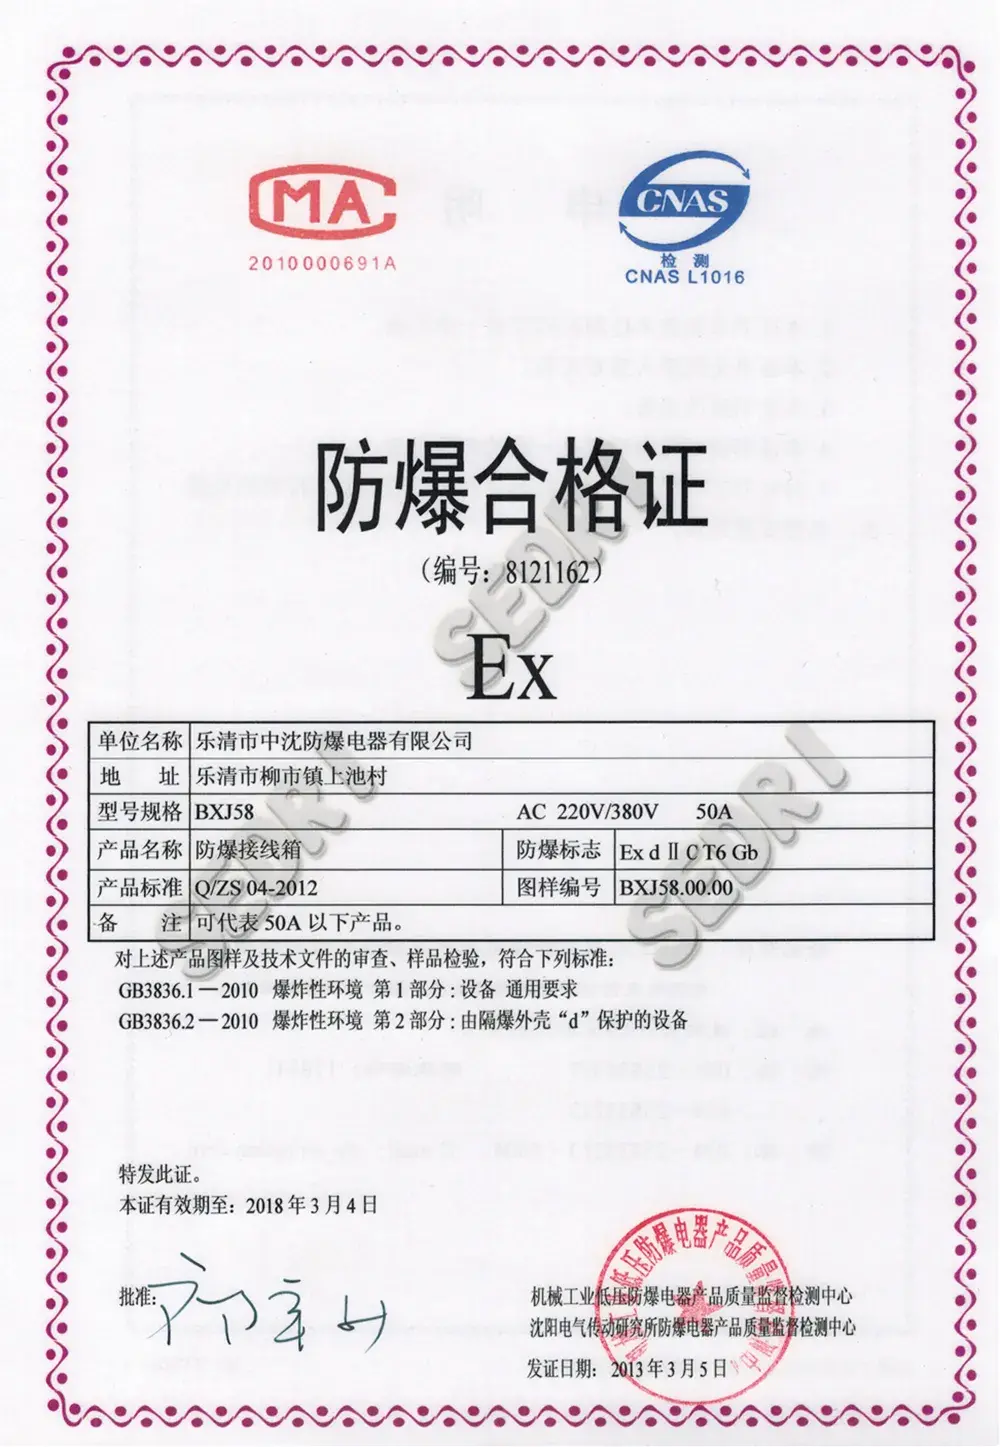 MA
2010000691A
CNAS
检 测
CNAS L1016
防爆合格证
（编号：8121162）
Ex
单位名称 乐清市中沈防爆电器有限公司
地 址 乐清市柳市镇上池村
型号规格 BXJ58 AC 220V/380V 50A
产品名称 防爆接线箱 防爆标志 Ex d Ⅱ C T6 Gb
产品标准 Q/ZS 04-2012 图样编号 BXJ58.00.00
备 注 可代表 50A 以下产品。
SEDRI
SEDRI
SEDRI
对上述产品图样及技术文件的审查、样品检验，符合下列标准：
GB3836.1－2010 爆炸性环境 第 1 部分：设备 通用要求
GB3836.2－2010 爆炸性环境 第 2 部分：由隔爆外壳“d”保护的设备
特发此证。
本证有效期至：2018 年 3 月 4 日
批准：
机械工业低压防爆电器产品质量监督检测中心
沈阳电气传动研究所防爆电器产品质量监督检测中心
发证日期：2013 年 3 月 5 日